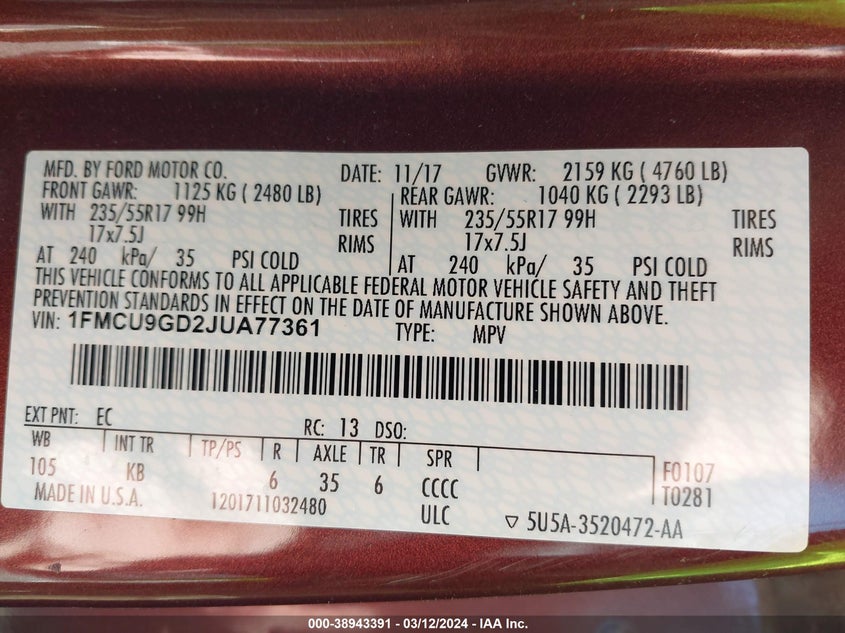 MFD. BY FORD MOTOR CO. DATE: 11/17 GVWR: 2159 KG ( 4760 LB)
FRONT GAWR: 1125 KG ( 2480 LB) REAR GAWR: 1040 KG ( 2293 LB)
WITH 235/55R17 99H TIRES WITH 235/55R17 99H TIRES
17x7.5J RIMS 17x7.5J RIMS
AT 240 kPa/ 35 PSI COLD AT 240 kPa/ 35 PSI COLD
THIS VEHICLE CONFORMS TO ALL APPLICABLE FEDERAL MOTOR VEHICLE SAFETY AND THEFT
PREVENTION STANDARDS IN EFFECT ON THE DATE OF MANUFACTURE SHOWN ABOVE.
VIN: 1FMCU9GD2JUA77361 TYPE: MPV
EXT PNT: EC RC: 13 DSO:
WB INT TR TP/PS R AXLE TR SPR F0107
105 KB 6 35 6 CCCC T0281
MADE IN U.S.A. 1201711032480 ULC ▽ 5U5A-3520472-AA
000-38943391 - 03/12/2024 - IAA Inc.